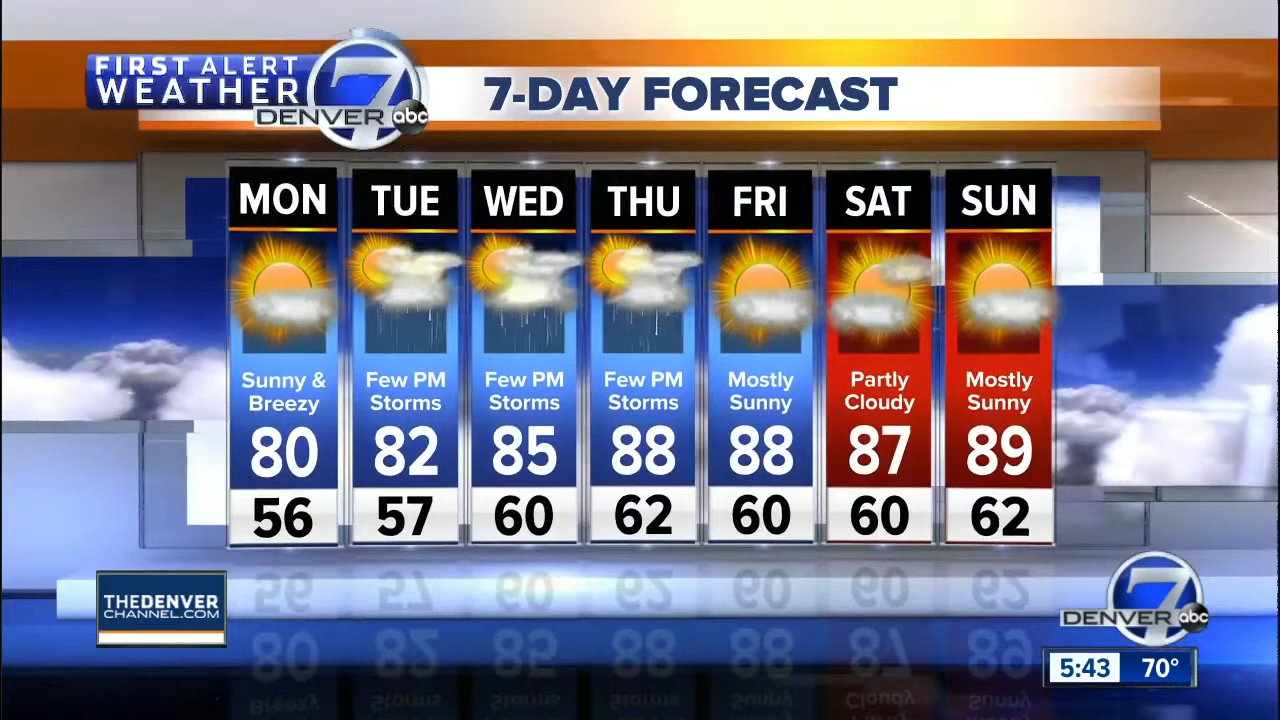 FIRST ALERT
WEATHER
7
DENVER
abc
7-DAY FORECAST
MON TUE WED THU FRI SAT SUN
Sunny & Few PM Few PM Few PM Mostly Partly Mostly
Breezy Storms Storms Storms Sunny Cloudy Sunny
80 82 85 88 88 87 89
56 57 60 62 60 60 62
THEDENVER
CHANNEL.COM
7
DENVER
abc
5:43 70°